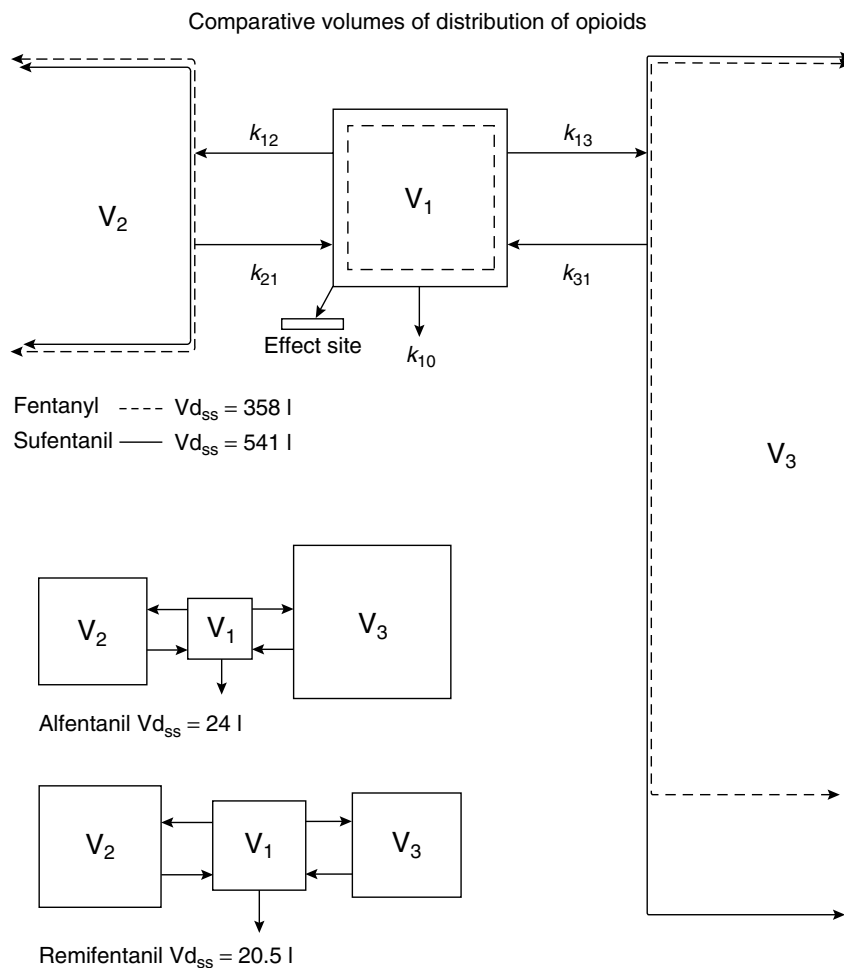 Comparative volumes of distribution of opioids
k12
k13
V2
V1
k21
k31
Effect site
k10
Fentanyl ---- Vdss = 358 l
Sufentanil —— Vdss = 541 l
V3
V2
V1
V3
Alfentanil Vdss = 24 l
V2
V1
V3
Remifentanil Vdss = 20.5 l